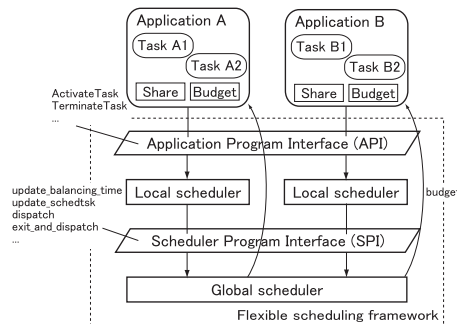 Application A
Application B
Task A1
Task A2
Task B1
Task B2
Share
Budget
Share
Budget
ActivateTask
TerminateTask
...
Application Program Interface (API)
Local scheduler
Local scheduler
update_balancing_time
update_schedtsk
dispatch
exit_and_dispatch
...
budget
Scheduler Program Interface (SPI)
Global scheduler
Flexible scheduling framework